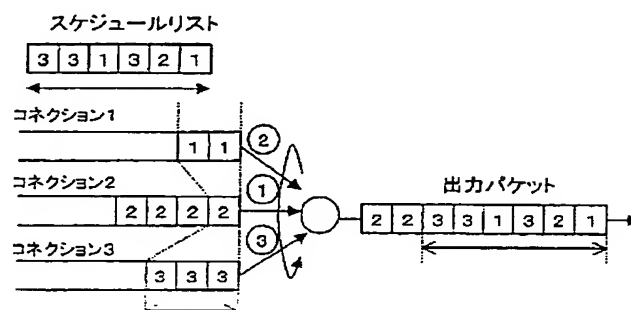 スケジュールリスト
3 3 1 3 2 1
コネクション1
1 1
②
コネクション2
2 2 2 2
①
出力パケット
2 2 3 3 1 3 2 1
コネクション3
3 3 3
③